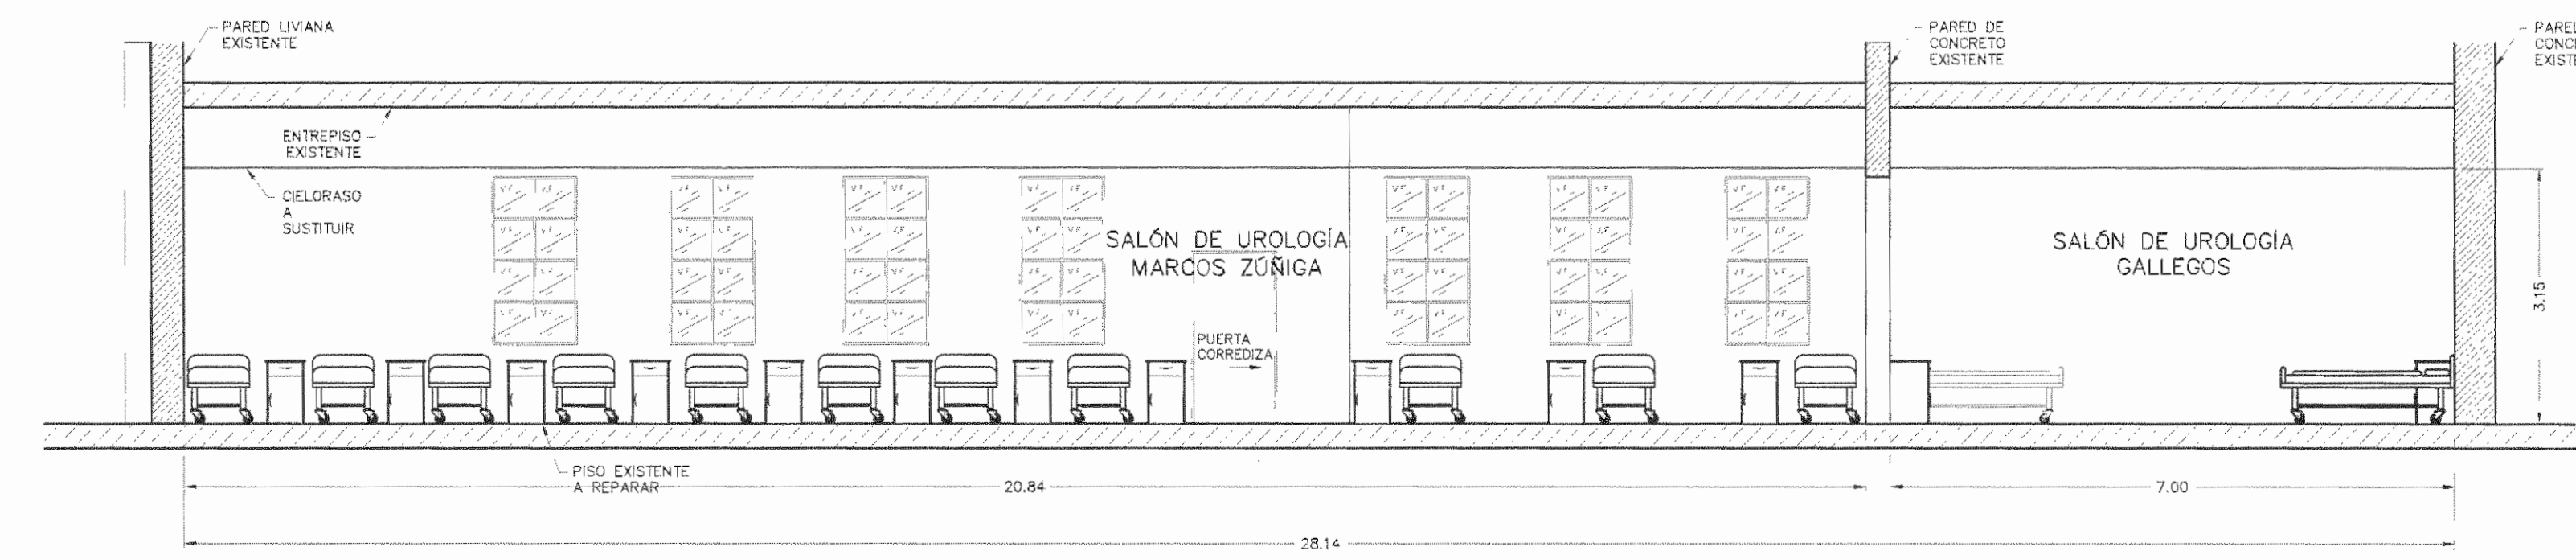 PARED LIVIANA
EXISTENTE
PARED DE
CONCRETO
EXISTENTE
ENTREPISO
EXISTENTE
CIELORASO
A
SUSTITUIR
SALÓN DE UROLOGÍA
MARCOS ZÚÑIGA
SALÓN DE UROLOGÍA
GALLEGOS
3.15
PUERTA
CORREDIZA
PISO EXISTENTE
A REPARAR
20.84
7.00
28.14